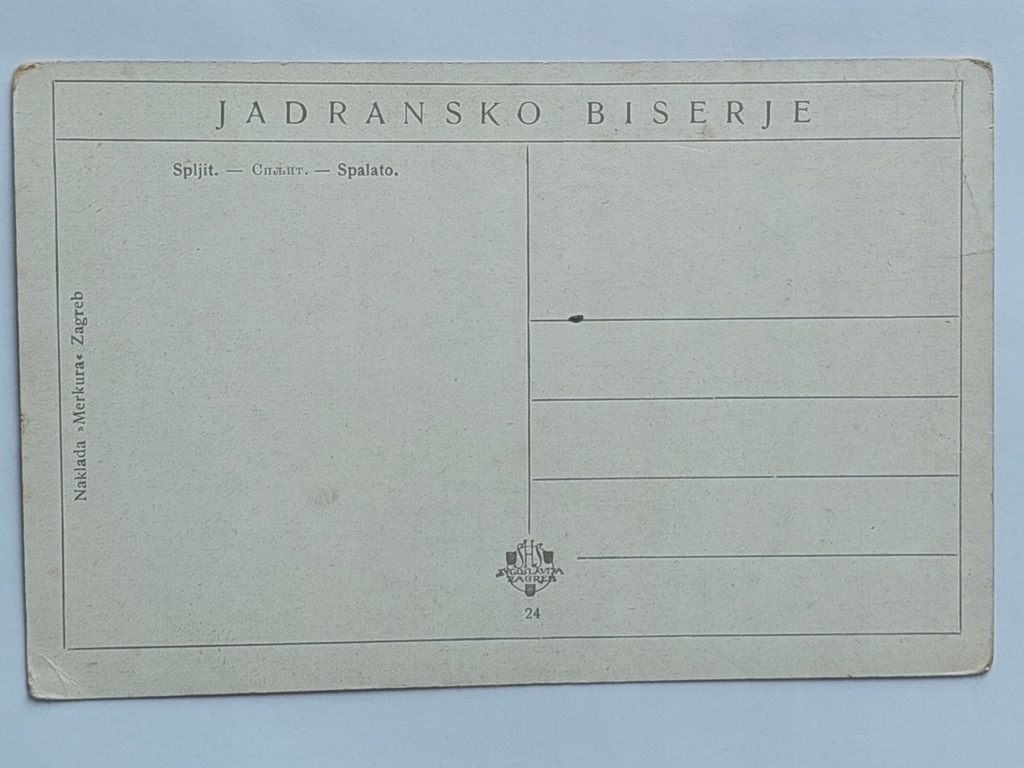 JADRANSKO BISERJE
Spljit. — Спљит. — Spalato.
Naklada »Merkura« Zagreb
SHS
JUGOSLAVIJA
ZAGREB
24